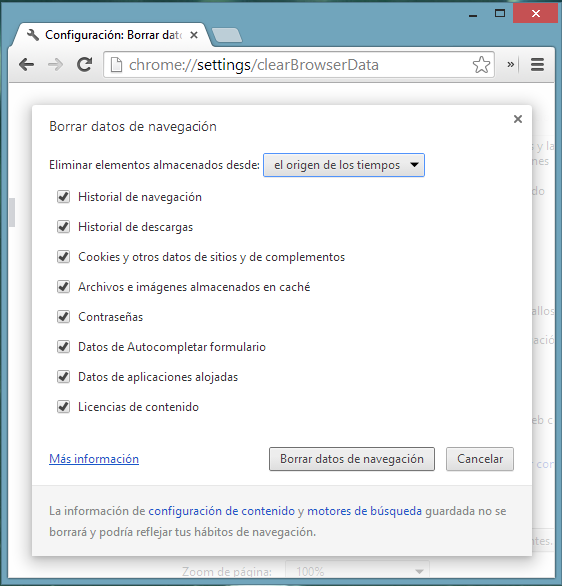 Configuración: Borrar dato
chrome://settings/clearBrowserData
»
Borrar datos de navegación
Eliminar elementos almacenados desde: el origen de los tiempos
Historial de navegación
Historial de descargas
Cookies y otros datos de sitios y de complementos
Archivos e imágenes almacenados en caché
Contraseñas
Datos de Autocompletar formulario
Datos de aplicaciones alojadas
Licencias de contenido
Más información
Borrar datos de navegación
Cancelar
La información de configuración de contenido y motores de búsqueda guardada no se
borrará y podría reflejar tus hábitos de navegación.
Zoom de página: 100%